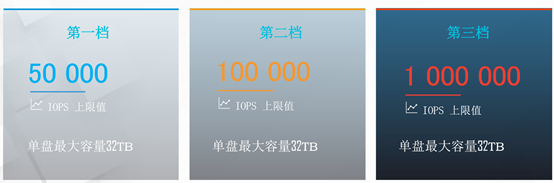 第一档
50 000
IOPS 上限值
单盘最大容量32TB
第二档
100 000
IOPS 上限值
单盘最大容量32TB
第三档
1 000 000
IOPS 上限值
单盘最大容量32TB